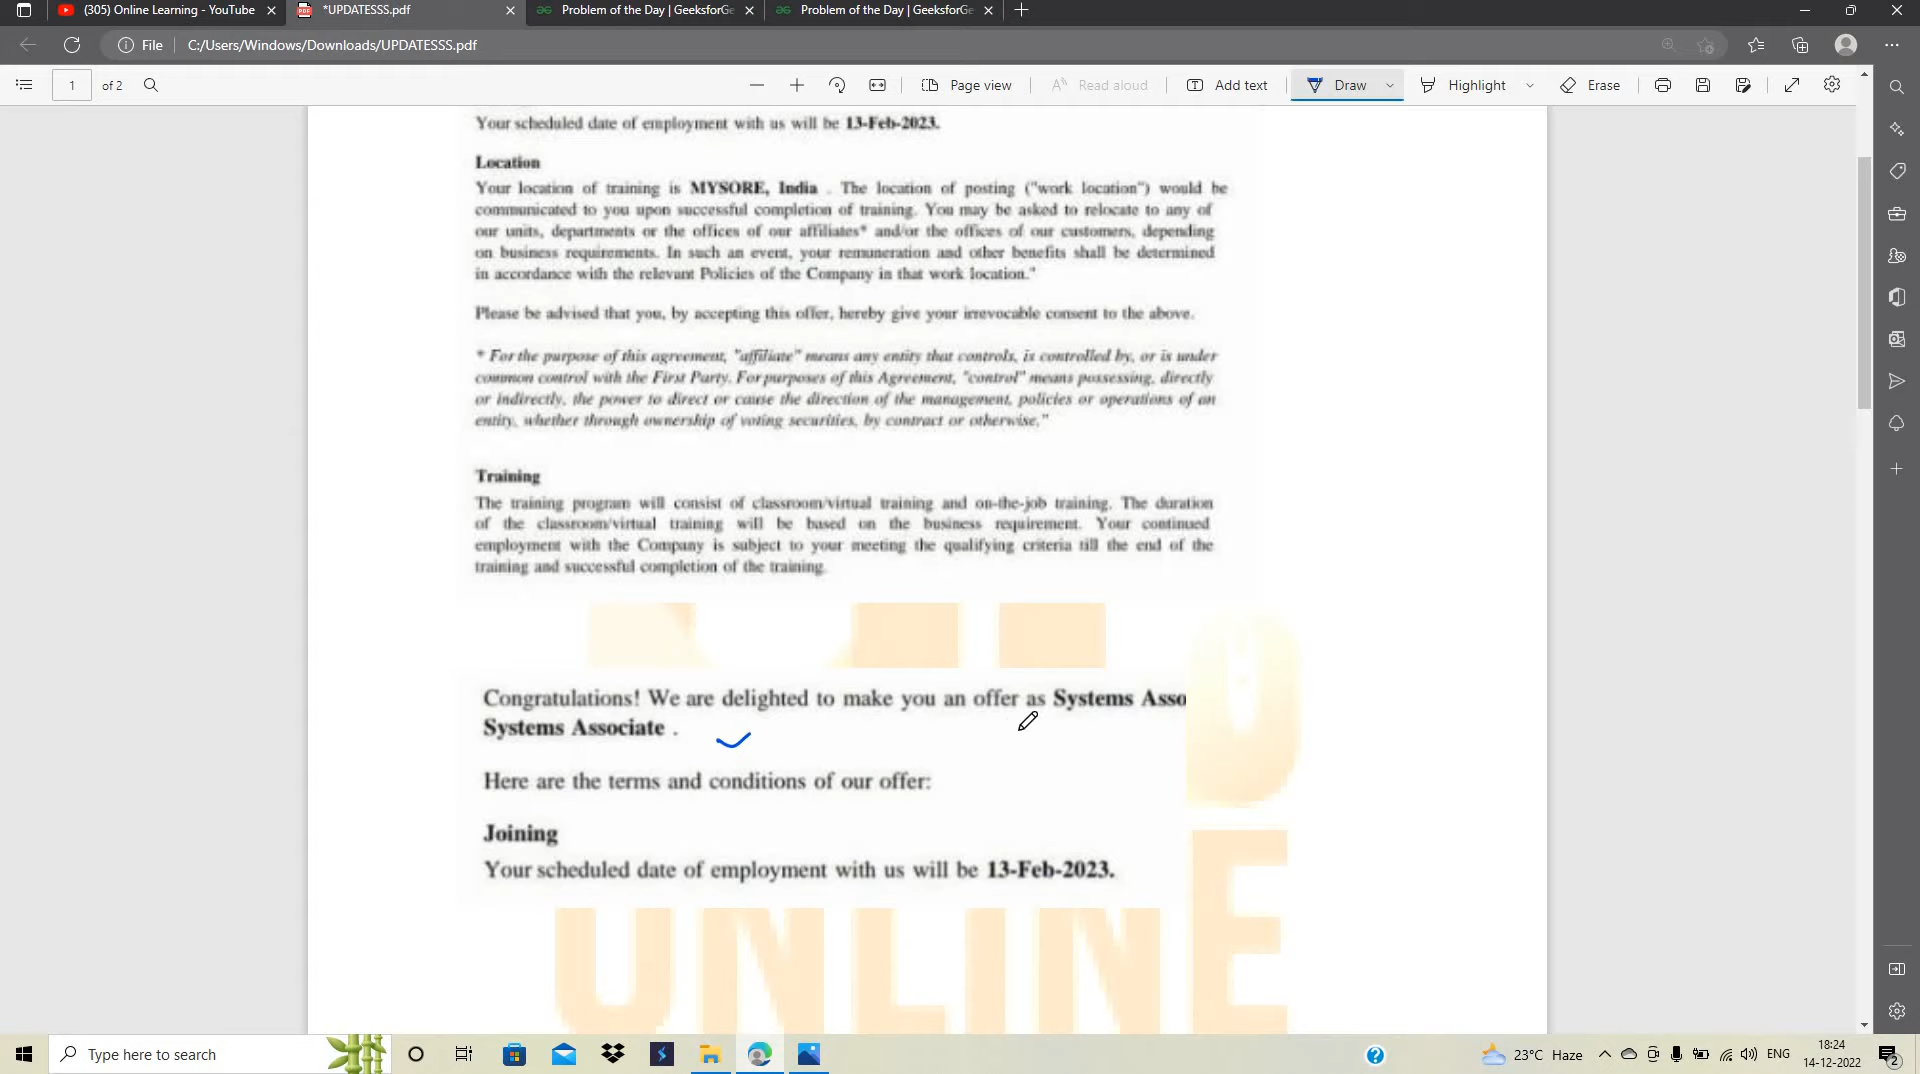 (305) Online Learning - YouTube
*UPDATESSS.pdf
Problem of the Day | GeeksforGe
Problem of the Day | GeeksforGe
File
C:/Users/Windows/Downloads/UPDATESSS.pdf
1 of 2
Page view
Read aloud
Add text
Draw
Highlight
Erase
Your scheduled date of employment with us will be 13-Feb-2023.
Location
Your location of training is MYSORE, India . The location of posting ("work location") would be
communicated to you upon successful completion of training. You may be asked to relocate to any of
our units, departments or the offices of our affiliates* and/or the offices of our customers, depending
on business requirements. In such an event, your remuneration and other benefits shall be determined
in accordance with the relevant Policies of the Company in that work location."
Please be advised that you, by accepting this offer, hereby give your irrevocable consent to the above.
* For the purpose of this agreement, "affiliate" means any entity that controls, is controlled by, or is under
common control with the First Party. For purposes of this Agreement, "control" means possessing, directly
or indirectly, the power to direct or cause the direction of the management, policies or operations of an
entity, whether through ownership of voting securities, by contract or otherwise."
Training
The training program will consist of classroom/virtual training and on-the-job training. The duration
of the classroom/virtual training will be based on the business requirement. Your continued
employment with the Company is subject to your meeting the qualifying criteria till the end of the
training and successful completion of the training.
Congratulations! We are delighted to make you an offer as Systems Asso
Systems Associate .
Here are the terms and conditions of our offer:
Joining
Your scheduled date of employment with us will be 13-Feb-2023.
ONLINE
Type here to search
23°C Haze
ENG
18:24
14-12-2022
2